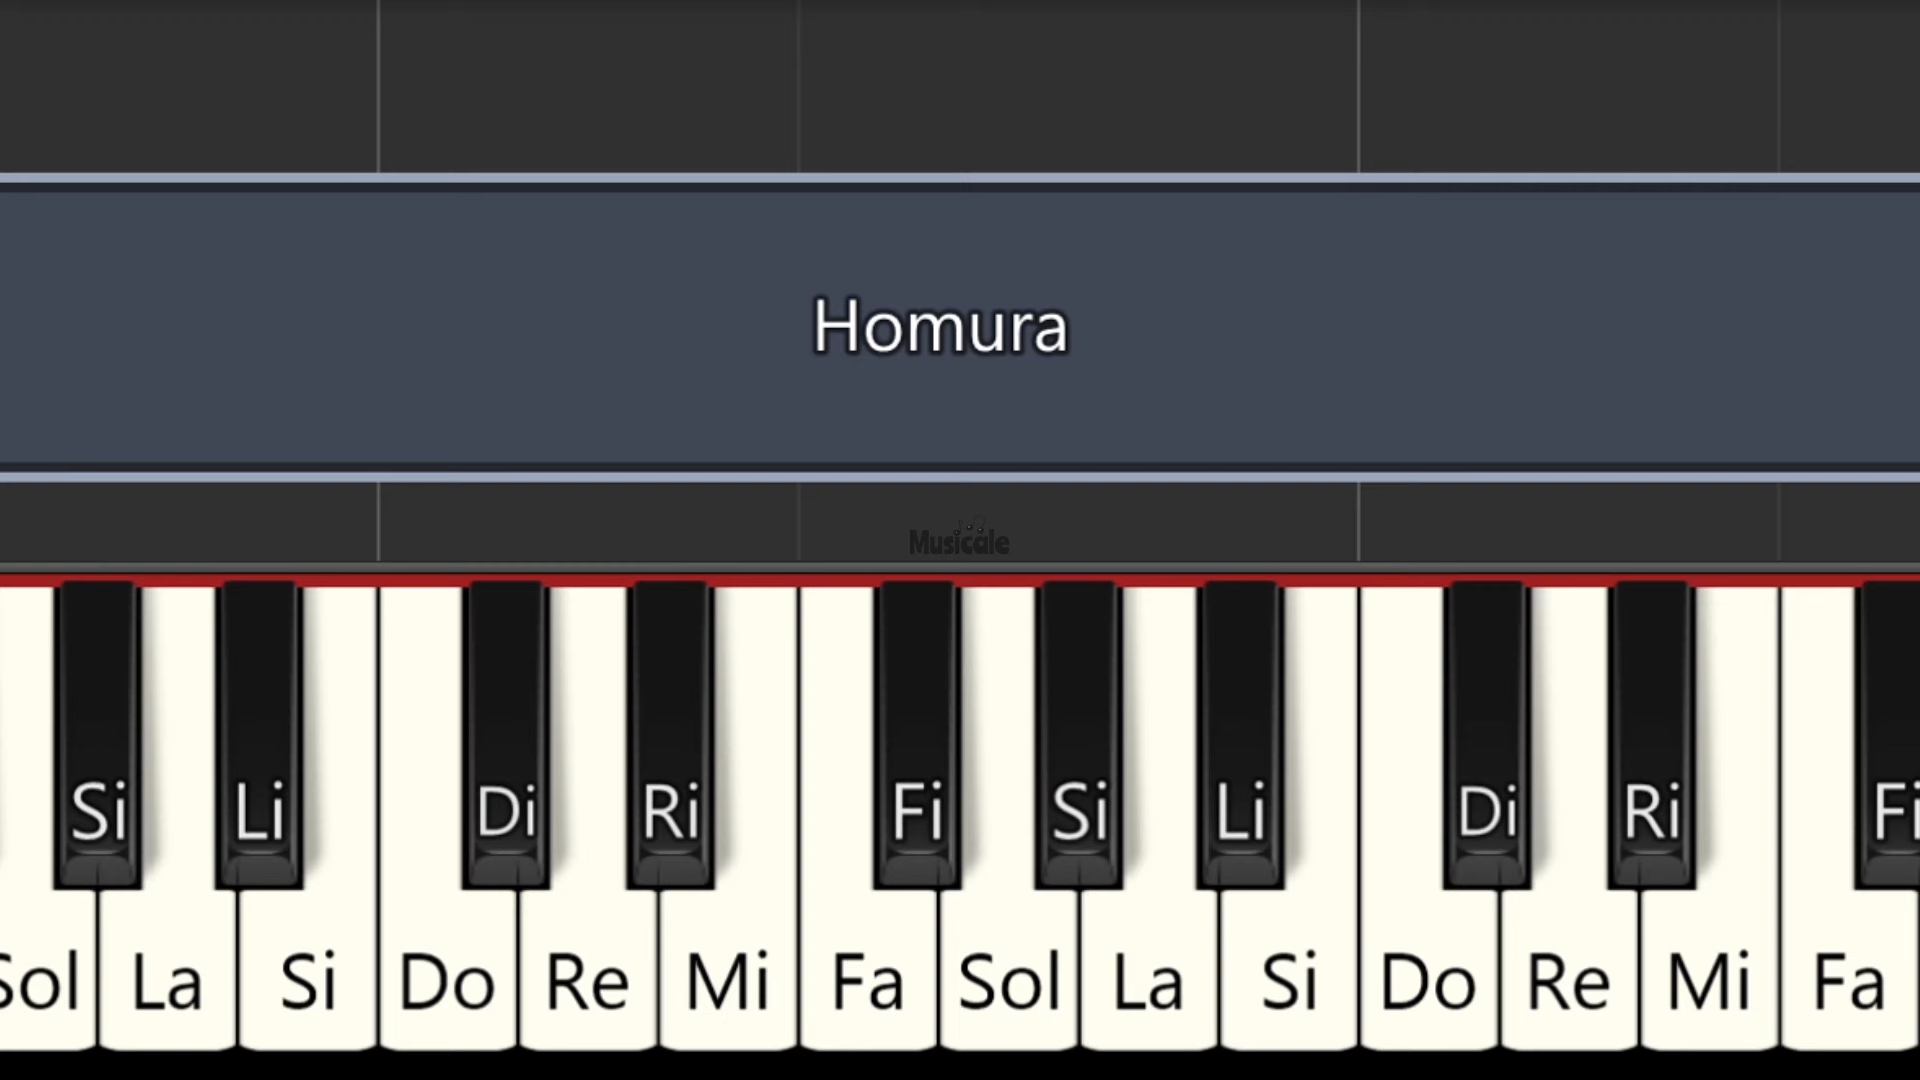 Homura
Musicale
Si Li Di Ri Fi Si Li Di Ri Fi
Sol La Si Do Re Mi Fa Sol La Si Do Re Mi Fa